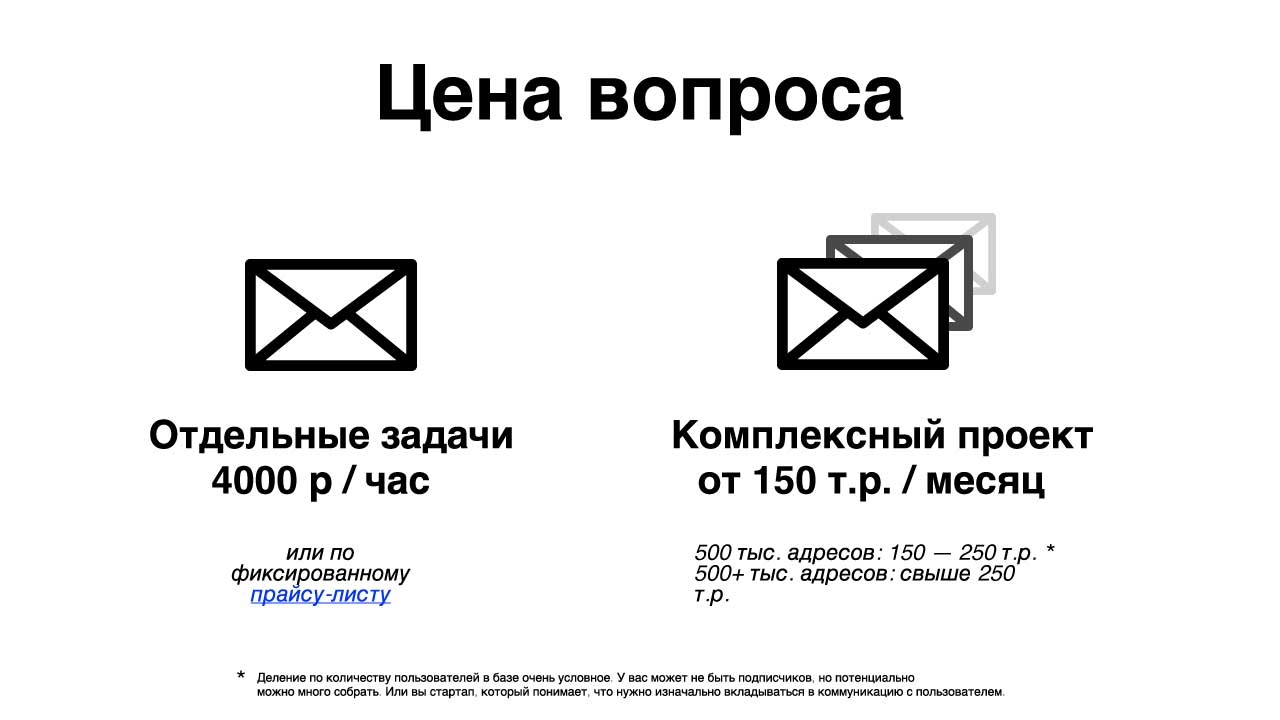 Цена вопроса
Отдельные задачи
4000 р / час
или по
фиксированному
прайсу-листу
Комплексный проект
от 150 т.р. / месяц
500 тыс. адресов: 150 — 250 т.р. *
500+ тыс. адресов: свыше 250
т.р.
* Деление по количеству пользователей в базе очень условное. У вас может не быть подписчиков, но потенциально
можно много собрать. Или вы стартап, который понимает, что нужно изначально вкладываться в коммуникацию с пользователем.